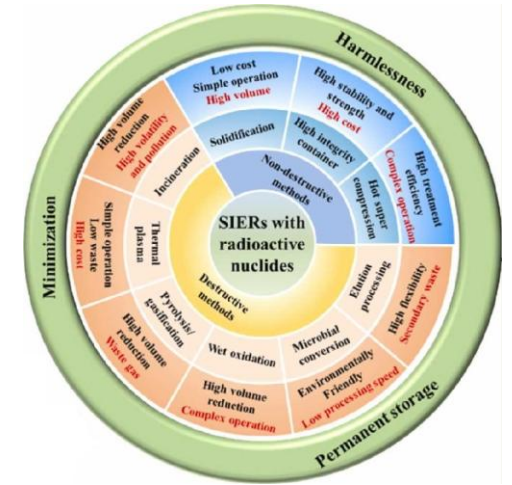 Harmlessness
Minimization
Permanent storage
SIERs with
radioactive
nuclides
Non-destructive
methods
Destructive
methods
Solidification
Low cost
Simple operation
High volume
High integrity
container
High stability and
strength
High cost
Hot super
compression
High treatment
efficiency
Complex operation
Elution
processing
High flexibility
Secondary waste
Microbial
conversion
Environmentally
Friendly
Low processing speed
Wet oxidation
High volume
reduction
Complex operation
Pyrolysis/
gasification
High volume
reduction
Waste gas
Thermal
plasma
Simple operation
Low waste
High cost
Incineration
High volume
reduction
High volatility
and pollution